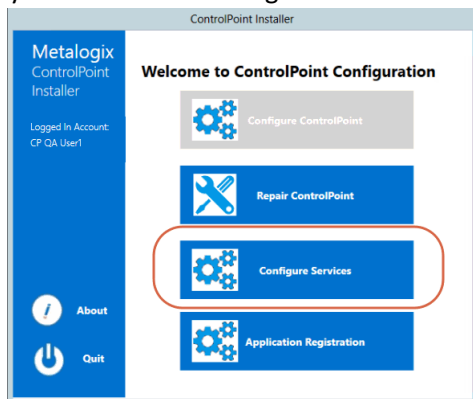 ControlPoint Installer
Metalogix
ControlPoint
Installer
Logged In Account:
CP QA User1
Welcome to ControlPoint Configuration
Configure ControlPoint
Repair ControlPoint
Configure Services
Application Registration
About
Quit